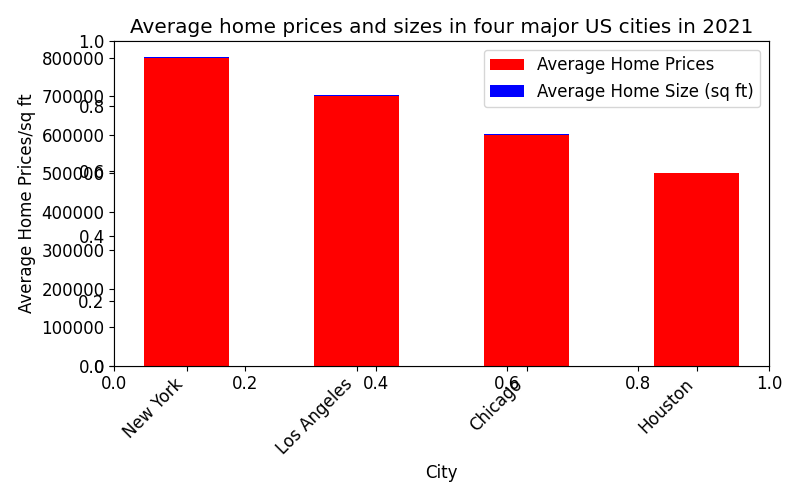 Average home prices and sizes in four major US cities in 2021
Average Home Prices
Average Home Size (sq ft)
Average Home Prices/sq ft
800000
700000
600000
500000
400000
300000
200000
100000
0
1.0
0.8
0.6
0.4
0.2
0.0
0.0 0.2 0.4 0.6 0.8 1.0
New York Los Angeles Chicago Houston
City